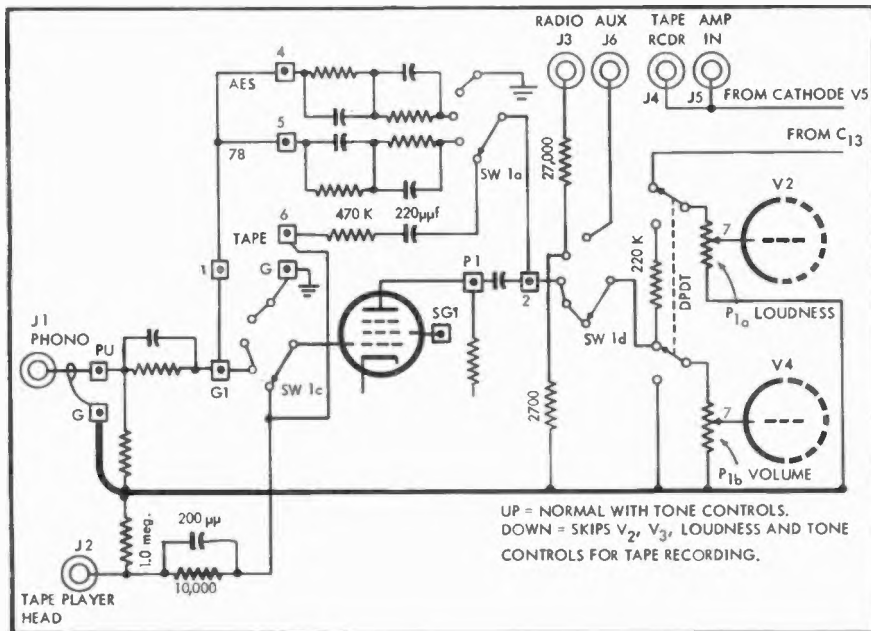 RADIO
J3
AUX
J6
TAPE
RCDR
J4
AMP
IN
J5
FROM CATHODE V5
FROM C13
4
AES
5
78
SW 1a
27,000
470 K
220μμf
6
TAPE
G
1
P1
2
220 K
DPDT
V2
7
P1a LOUDNESS
J1
PHONO
PU
G
G1
SW 1c
SG1
SW 1d
2700
V4
7
P1b VOLUME
1.0 meg.
200 μμ
10,000
J2
TAPE PLAYER
HEAD
UP = NORMAL WITH TONE CONTROLS.
DOWN = SKIPS V2, V3, LOUDNESS AND TONE
CONTROLS FOR TAPE RECORDING.